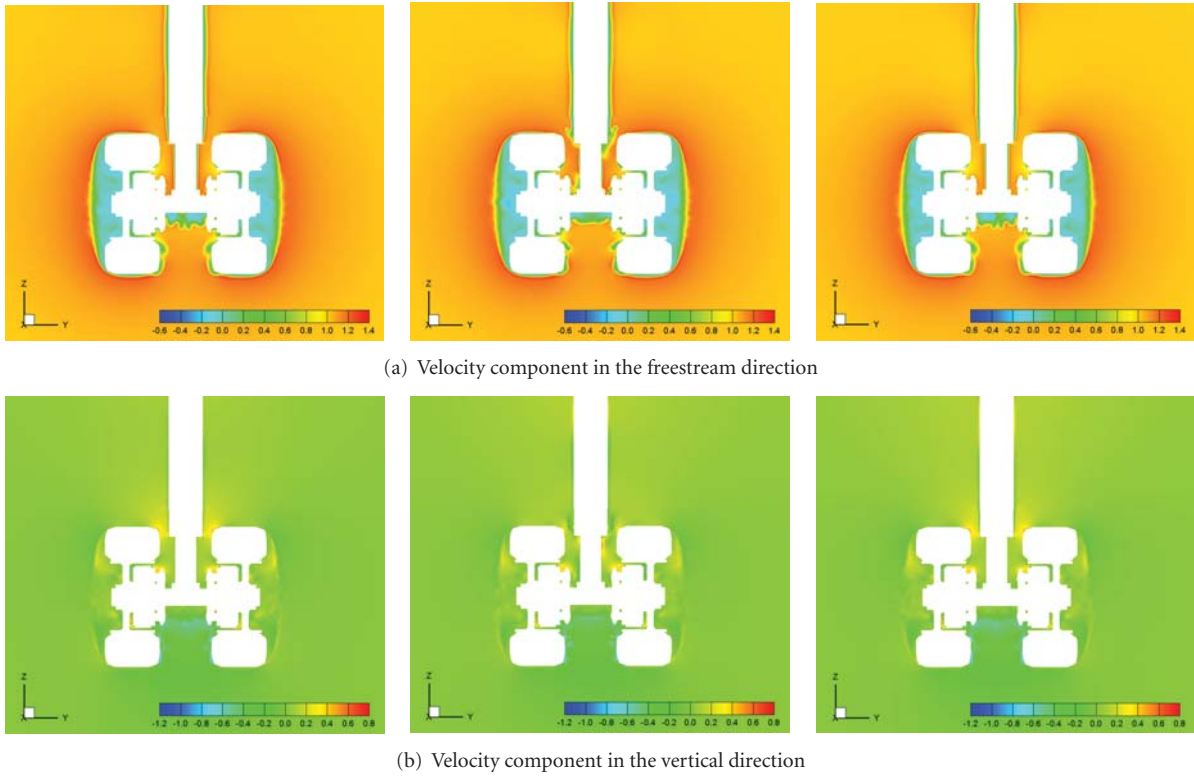 Z
X Y
-0.6 -0.4 -0.2 0.0 0.2 0.4 0.6 0.8 1.0 1.2 1.4
Z
X Y
-0.6 -0.4 -0.2 0.0 0.2 0.4 0.6 0.8 1.0 1.2 1.4
Z
X Y
-0.6 -0.4 -0.2 0.0 0.2 0.4 0.6 0.8 1.0 1.2 1.4
(a) Velocity component in the freestream direction
Z
X Y
-1.2 -1.0 -0.8 -0.6 -0.4 -0.2 0.0 0.2 0.4 0.6 0.8
Z
X Y
-1.2 -1.0 -0.8 -0.6 -0.4 -0.2 0.0 0.2 0.4 0.6 0.8
Z
X Y
-1.2 -1.0 -0.8 -0.6 -0.4 -0.2 0.0 0.2 0.4 0.6 0.8
(b) Velocity component in the vertical direction